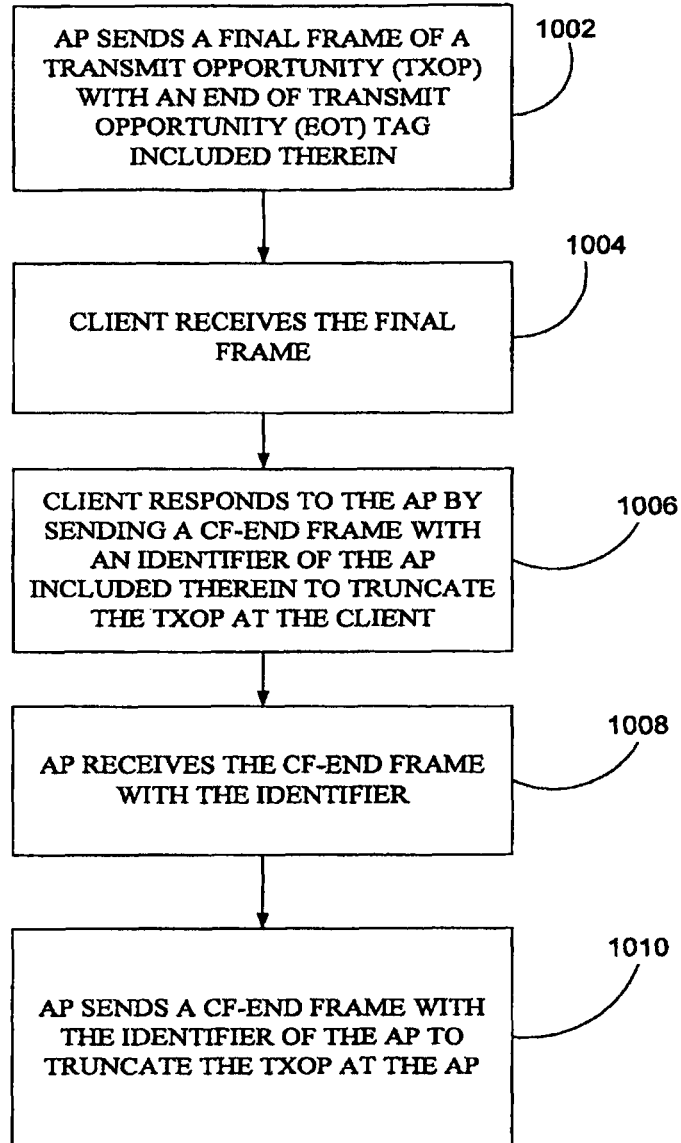 AP SENDS A FINAL FRAME OF A
TRANSMIT OPPORTUNITY (TXOP)
WITH AN END OF TRANSMIT
OPPORTUNITY (EOT) TAG
INCLUDED THEREIN
1002
CLIENT RECEIVES THE FINAL
FRAME
1004
CLIENT RESPONDS TO THE AP BY
SENDING A CF-END FRAME WITH
AN IDENTIFIER OF THE AP
INCLUDED THEREIN TO TRUNCATE
THE TXOP AT THE CLIENT
1006
AP RECEIVES THE CF-END FRAME
WITH THE IDENTIFIER
1008
AP SENDS A CF-END FRAME WITH
THE IDENTIFIER OF THE AP TO
TRUNCATE THE TXOP AT THE AP
1010